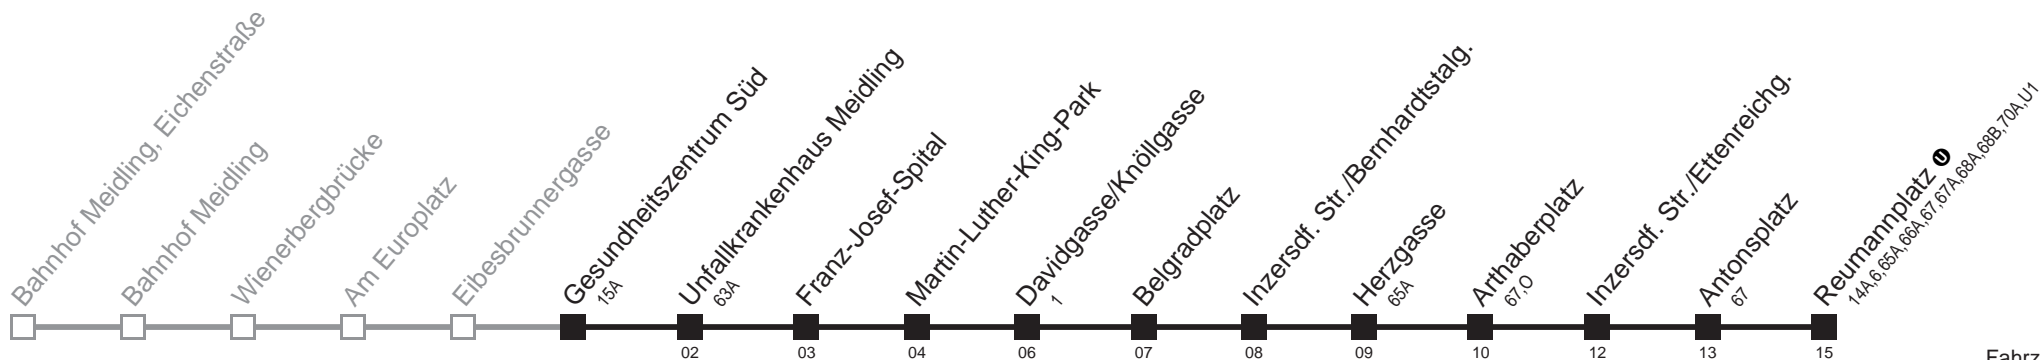 Bahnhof Meidling, Eichenstraße
Bahnhof Meidling
Wienerbergbrücke
Am Europlatz
Eibesbrunnergasse
Gesundheitszentrum Süd
15A
Unfallkrankenhaus Meidling
63A
Franz-Josef-Spital
Martin-Luther-King-Park
Davidgasse/Knöllgasse
1
Belgradplatz
Inzersdf. Str./Bernhardtstalg.
Herzgasse
65A
Arthaberplatz
67,O
Inzersdf. Str./Ettenreichg.
Antonsplatz
67
Reumannplatz U
14A,6,65A,66A,67,67A,68A,68B,70A,U1
02 03 04 06 07 08 09 10 12 13 15
Fahrz